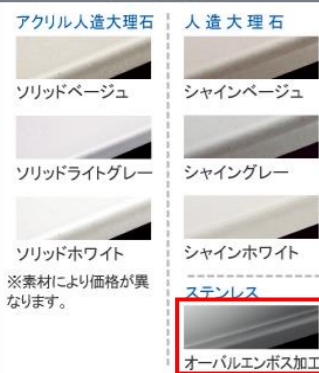 アクリル人造大理石
ソリッドベージュ
ソリッドライトグレー
ソリッドホワイト
※素材により価格が異
なります。
人造大理石
シャインベージュ
シャイングレー
シャインホワイト
ステンレス
オーバルエンボス加工